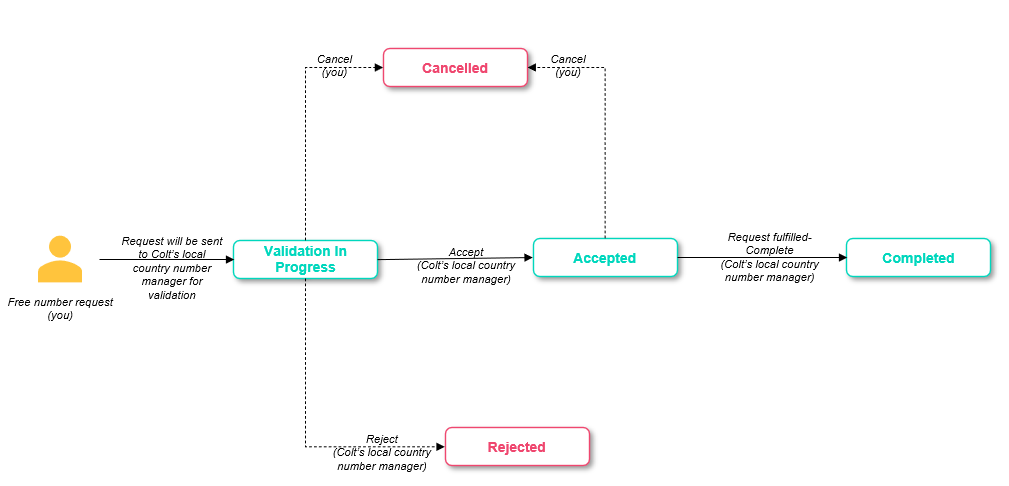 Cancel
(you)
Cancelled
Cancel
(you)
Free number request
(you)
Request will be sent
to Colt's local
country number
manager for
validation
Validation In
Progress
Accept
(Colt's local country
number manager)
Accepted
Request fulfilled-
Complete
(Colt's local country
number manager)
Completed
Reject
(Colt's local country
number manager)
Rejected